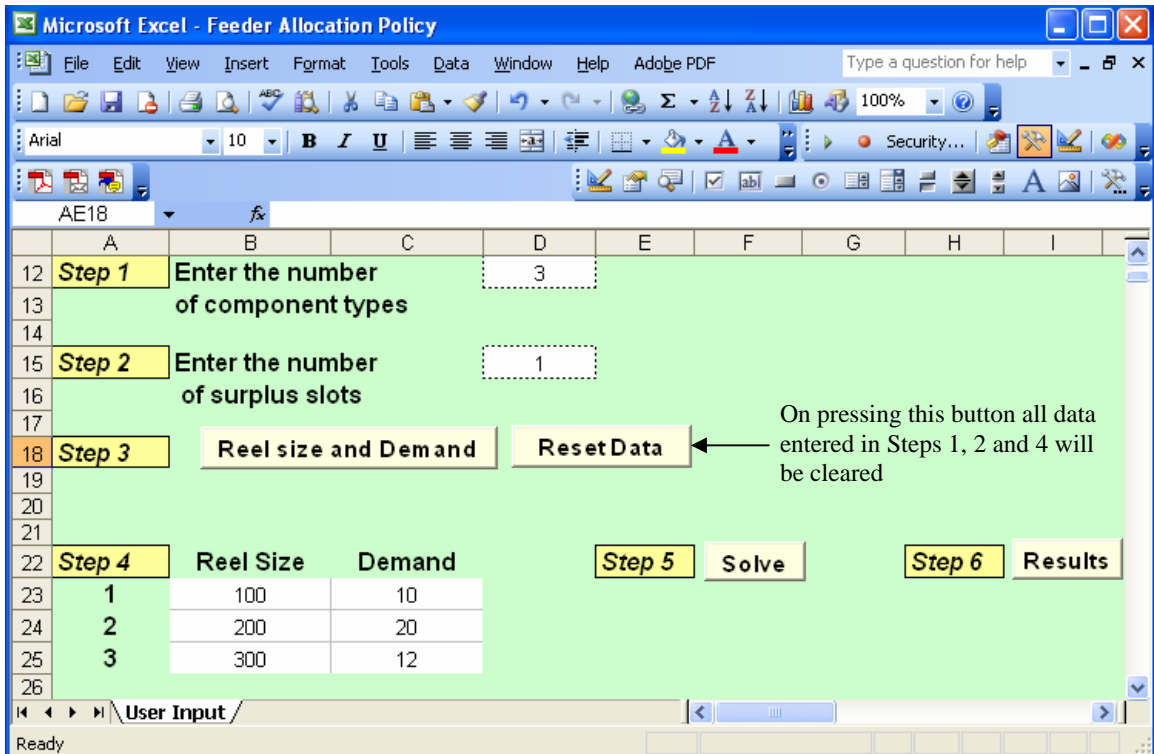 Microsoft Excel - Feeder Allocation Policy
File Edit View Insert Format Tools Data Window Help Adobe PDF Type a question for help
100%
Arial 10 B I U A Security...
AE18 fx
A B C D E F G H I
12 Step 1 Enter the number 3
13 of component types
14
15 Step 2 Enter the number 1
16 of surplus slots
17
18 Step 3 Reel size and Demand Reset Data
On pressing this button all data
entered in Steps 1, 2 and 4 will
be cleared
19
20
21
22 Step 4 Reel Size Demand Step 5 Solve Step 6 Results
23 1 100 10
24 2 200 20
25 3 300 12
26
User Input
Ready